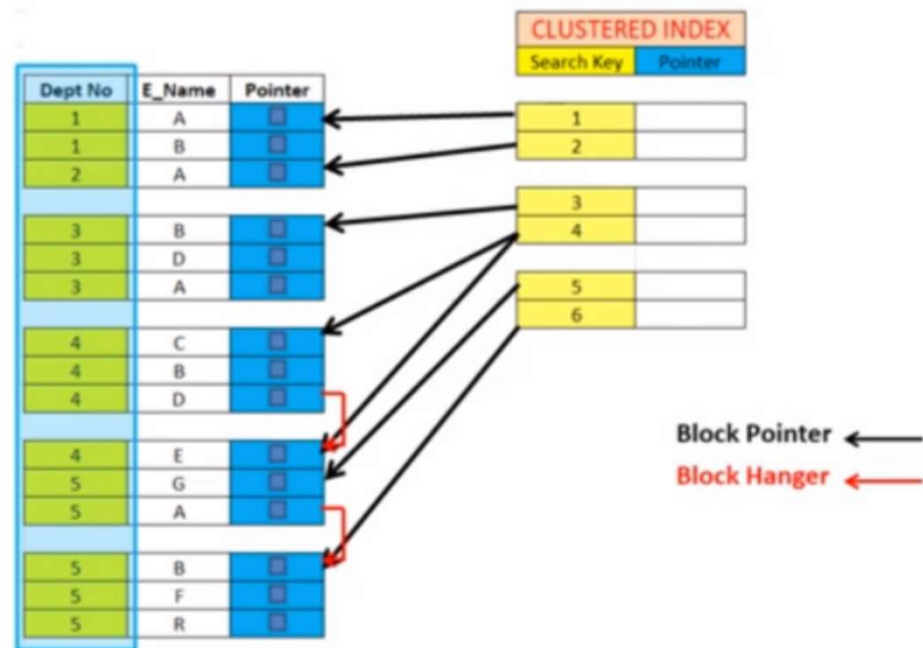 CLUSTERED INDEX
Search Key Pointer
Dept No E_Name Pointer
1 A
1 B
2 A
3 B
3 D
3 A
4 C
4 B
4 D
4 E
5 G
5 A
5 B
5 F
5 R
1
2
3
4
5
6
Block Pointer
Block Hanger